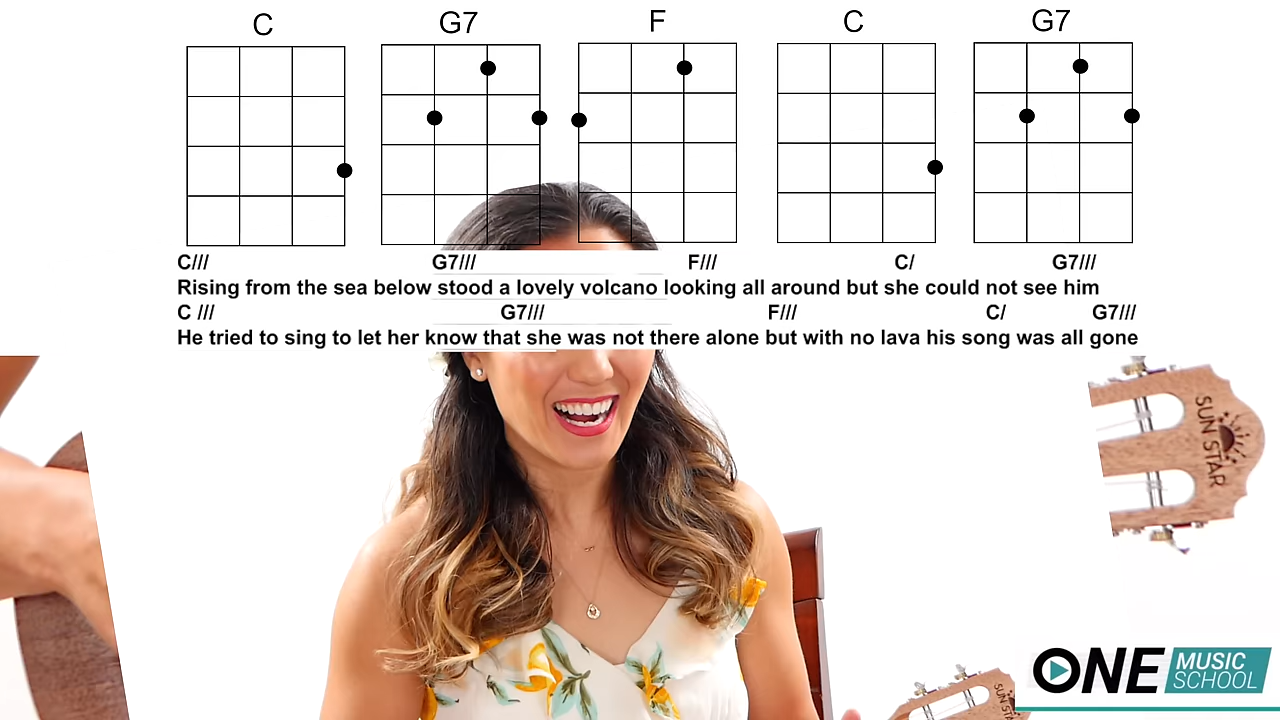 C G7 F C G7
C/// G7/// F/// C/ G7///
Rising from the sea below stood a lovely volcano looking all around but she could not see him
C /// G7/// F/// C/ G7///
He tried to sing to let her know that she was not there alone but with no lava his song was all gone
SUN STAR
SUN STA
ONE MUSIC
SCHOOL